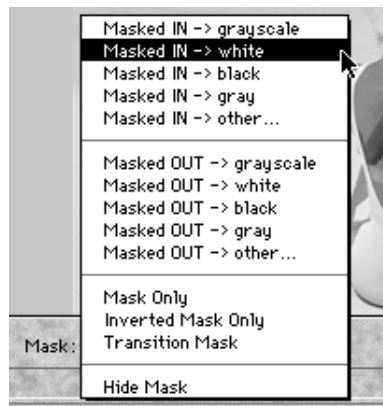 Masked IN -> grayscale
Masked IN -> white
Masked IN -> black
Masked IN -> gray
Masked IN -> other...
Masked OUT -> grayscale
Masked OUT -> white
Masked OUT -> black
Masked OUT -> gray
Masked OUT -> other...
Mask Only
Inverted Mask Only
Mask: Transition Mask
Hide Mask